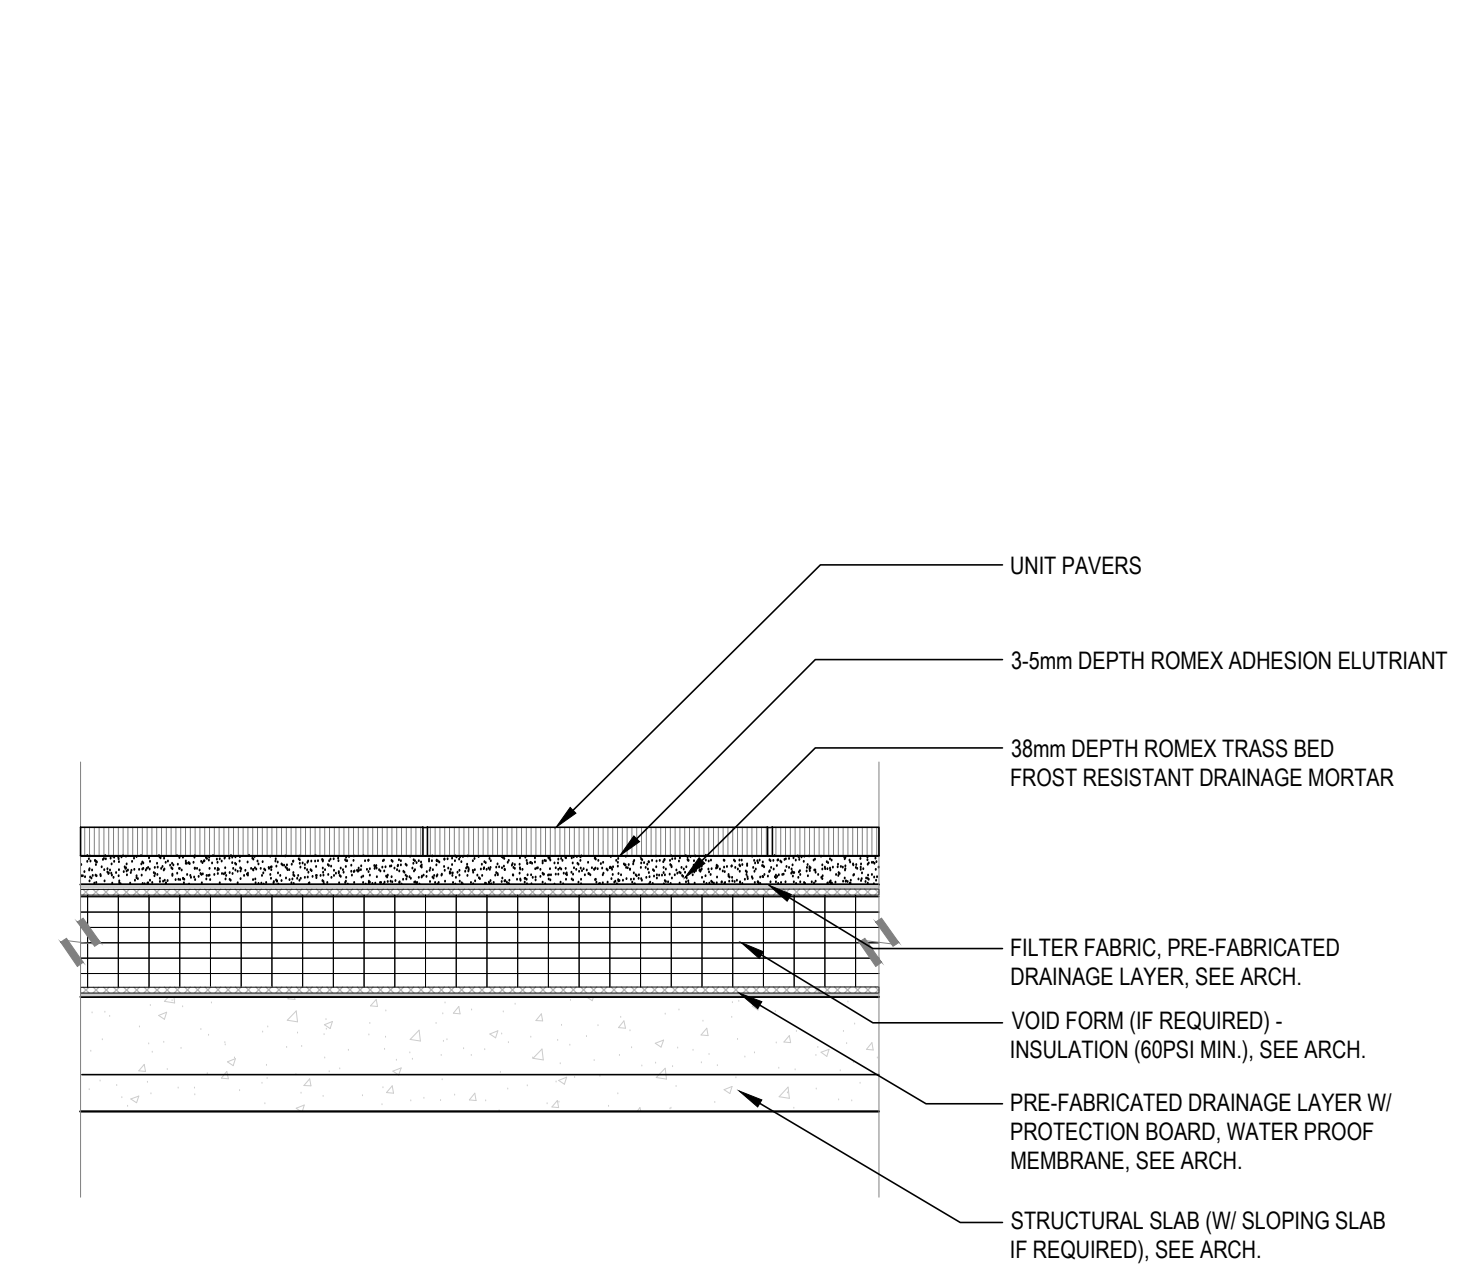 UNIT PAVERS
3-5mm DEPTH ROMEX ADHESION ELUTRIANT
38mm DEPTH ROMEX TRASS BED
FROST RESISTANT DRAINAGE MORTAR
FILTER FABRIC, PRE-FABRICATED
DRAINAGE LAYER, SEE ARCH.
VOID FORM (IF REQUIRED) -
INSULATION (60PSI MIN.), SEE ARCH.
PRE-FABRICATED DRAINAGE LAYER W/
PROTECTION BOARD, WATER PROOF
MEMBRANE, SEE ARCH.
STRUCTURAL SLAB (W/ SLOPING SLAB
IF REQUIRED), SEE ARCH.